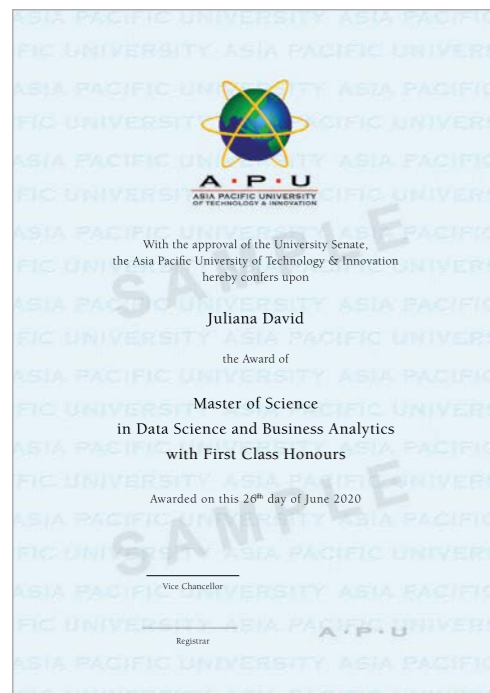 A·P·U
ASIA PACIFIC UNIVERSITY
OF TECHNOLOGY & INNOVATION
With the approval of the University Senate,
the Asia Pacific University of Technology & Innovation
hereby confers upon
Juliana David
the Award of
Master of Science
in Data Science and Business Analytics
with First Class Honours
Awarded on this 26th day of June 2020
SAMPLE
SAMPLE
Vice Chancellor
Registrar
A·P·U